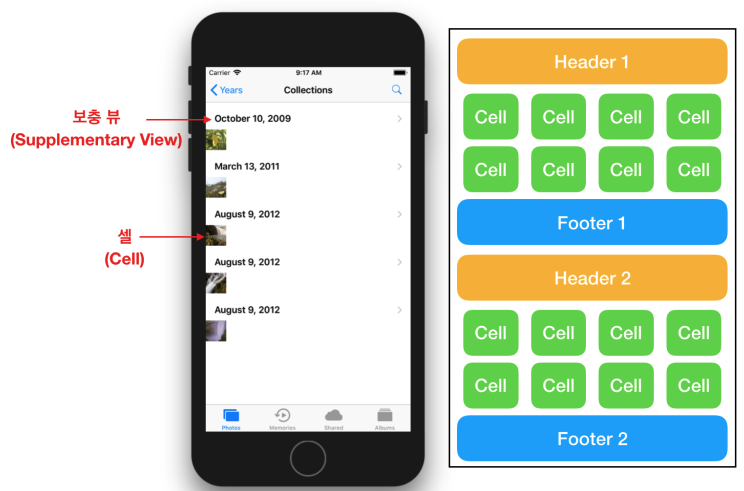 보충 뷰
(Supplementary View)
셀
(Cell)
Carrier 9:17 AM
Years Collections
October 10, 2009
March 13, 2011
August 9, 2012
August 9, 2012
August 9, 2012
Photos Memories Shared Albums
Header 1
Cell Cell Cell Cell
Cell Cell Cell Cell
Footer 1
Header 2
Cell Cell Cell Cell
Cell Cell Cell Cell
Footer 2